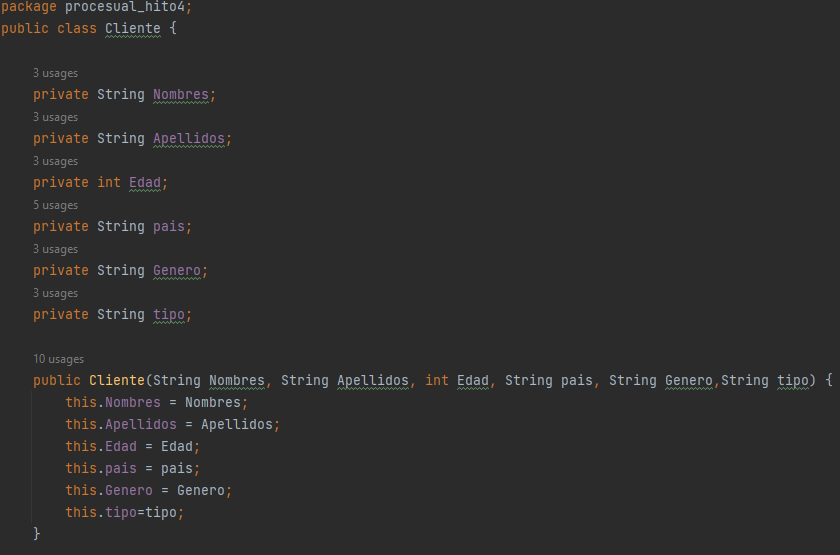 package procesual_hito4;
public class Cliente {
3 usages
private String Nombres;
3 usages
private String Apellidos;
3 usages
private int Edad;
5 usages
private String pais;
3 usages
private String Genero;
3 usages
private String tipo;
10 usages
public Cliente(String Nombres, String Apellidos, int Edad, String pais, String Genero,String tipo) {
this.Nombres = Nombres;
this.Apellidos = Apellidos;
this.Edad = Edad;
this.pais = pais;
this.Genero = Genero;
this.tipo=tipo;
}